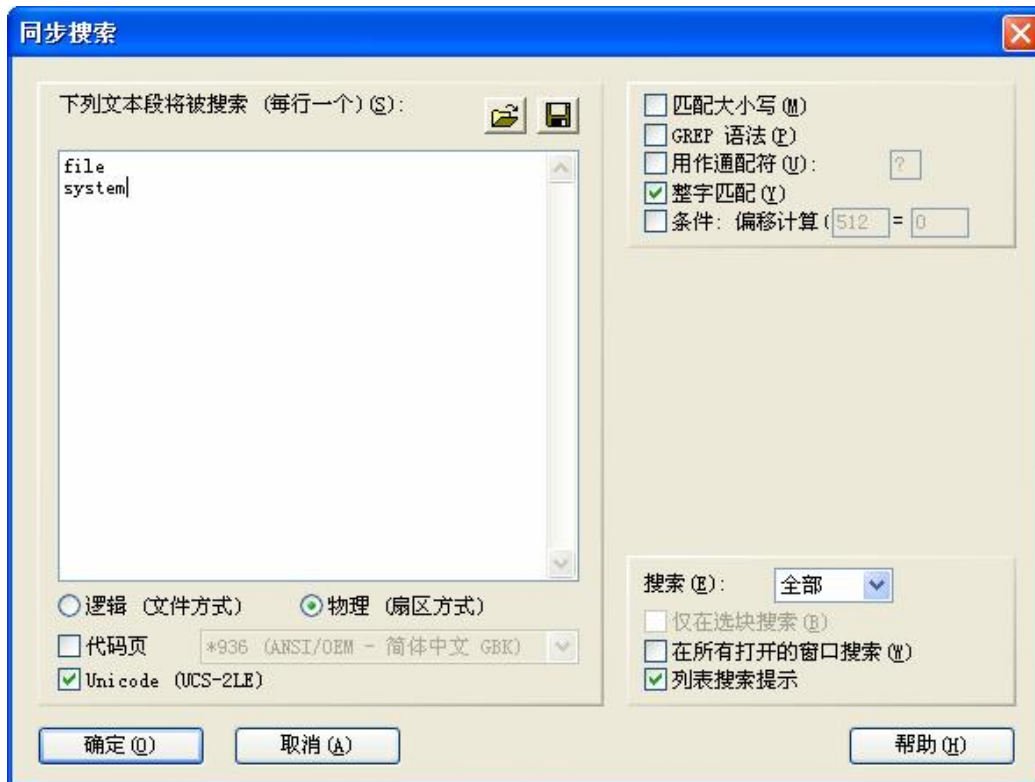 同步搜索
下列文本段将被搜索 (每行一个)(S):
file
system
逻辑 (文件方式)
物理 (扇区方式)
代码页
*936 (ANSI/OEM - 简体中文 GBK)
Unicode (UCS-2LE)
匹配大小写(M)
GREP 语法(P)
用作通配符(U): ?
整字匹配(Y)
条件: 偏移计算(512 = 0
搜索(E): 全部
仅在选块搜索(B)
在所有打开的窗口搜索(W)
列表搜索提示
确定(O)
取消(A)
帮助(H)